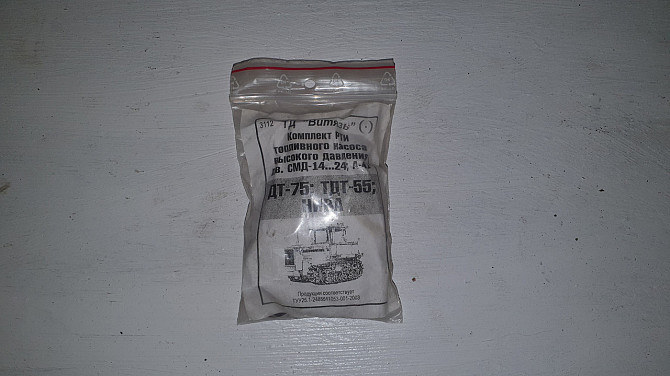 3112 ТД "Витязь" (-)
Комплект РТИ
топливного насоса
высокого давления
дв. СМД-14...24; А-41
ДТ-75; ТДТ-55;
НИВА
Продукция соответствует